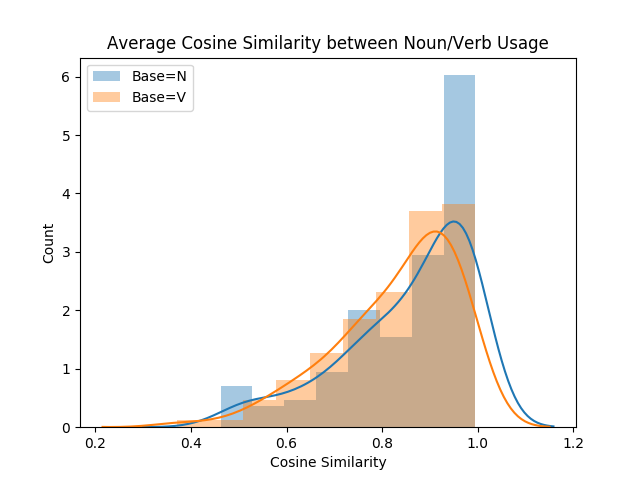 Average Cosine Similarity between Noun/Verb Usage
Base=N
Base=V
Count
6
5
4
3
2
1
0
0.2 0.4 0.6 0.8 1.0 1.2
Cosine Similarity